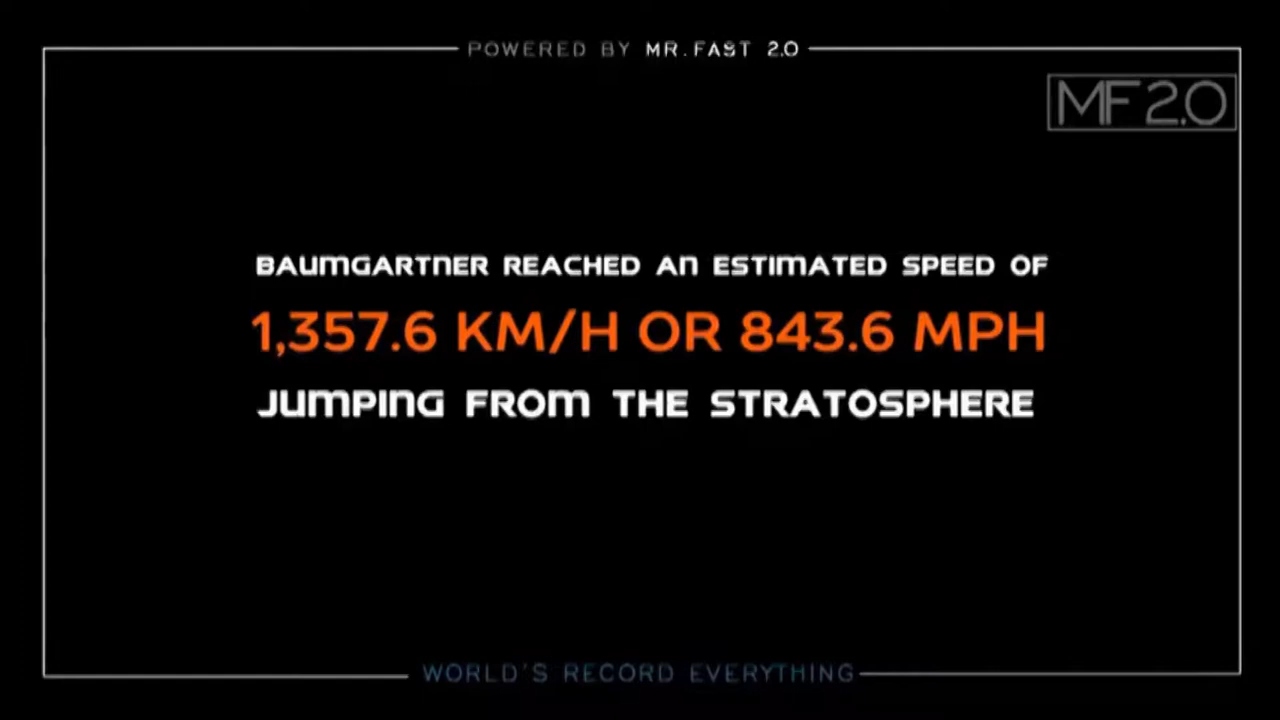 POWERED BY MR.FAST 2.0
MF 2.0
BAUMGARTNER REACHED AN ESTIMATED SPEED OF
1,357.6 KM/H OR 843.6 MPH
JUMPING FROM THE STRATOSPHERE
WORLD'S RECORD EVERYTHING